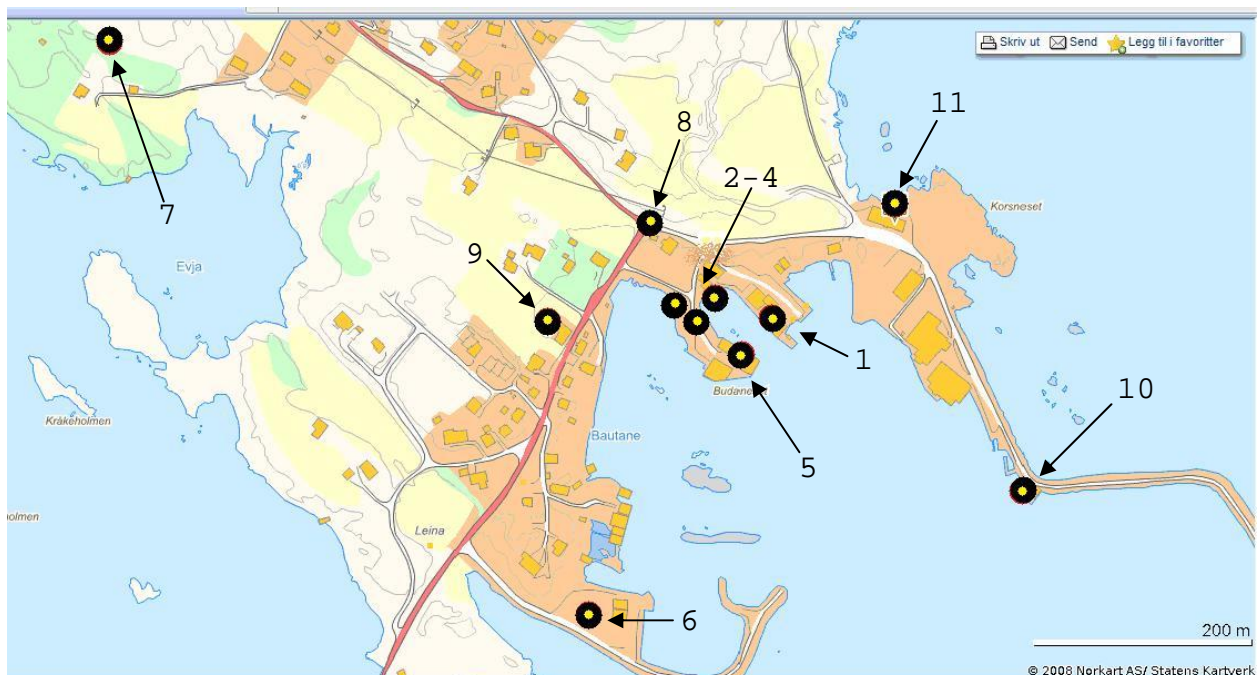 Skriv ut Send Legg til i favoritter
11
8
2-4
7
Korsneset
9
Evja
1
Budaneset
10
Kråkeholmen
Bautane
5
holmen
Leina
6
200 m
© 2008 Norkart AS/ Statens Kartverk